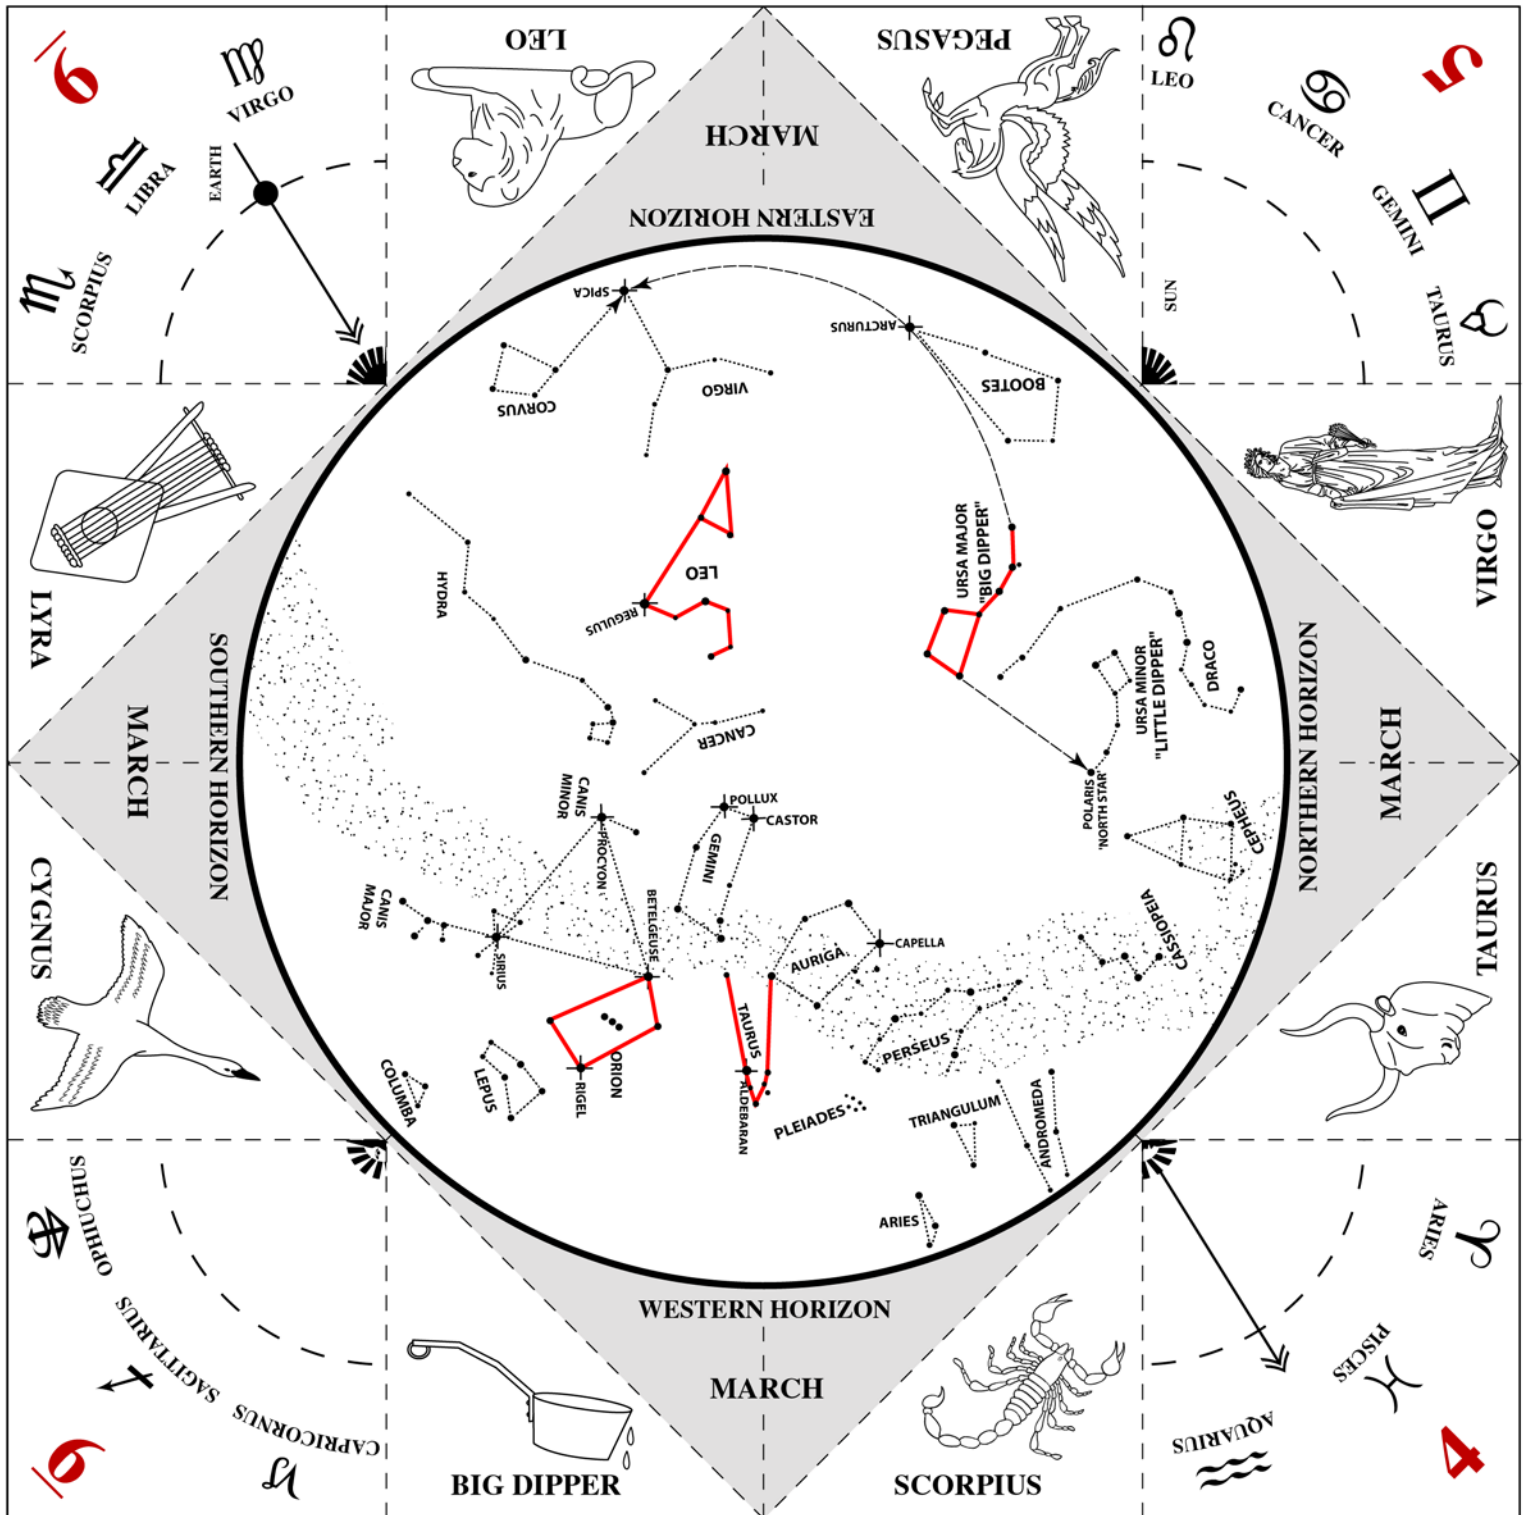 6
VIRGO
LIBRA
SCORPIUS
EARTH
LEO
PEGASUS
LEO
CANCER
GEMINI
TAURUS
5
SUN
MARCH
EASTERN HORIZON
SPICA
ARCTURUS
CORVUS
VIRGO
BOOTES
LYRA
MARCH
SOUTHERN HORIZON
CYGNUS
HYDRA
LEO
REGULUS
URSA MAJOR
"BIG DIPPER"
URSA MINOR
"LITTLE DIPPER"
DRACO
POLARIS
'NORTH STAR'
CANCER
CANIS
MINOR
PROCYON
POLLUX
CASTOR
GEMINI
CEPHEUS
CANIS
MAJOR
SIRIUS
BETELGEUSE
AURIGA
CAPELLA
CASSIOPEIA
COLUMBA
LEPUS
RIGEL
ORION
TAURUS
ALDEBARAN
PERSEUS
PLEIADES
TRIANGULUM
ANDROMEDA
ARIES
NORTHERN HORIZON
MARCH
VIRGO
TAURUS
WESTERN HORIZON
MARCH
BIG DIPPER
SCORPIUS
OPHIUCHUS
SAGITTARIUS
CAPRICORNUS
6
ARIES
PISCES
AQUARIUS
4